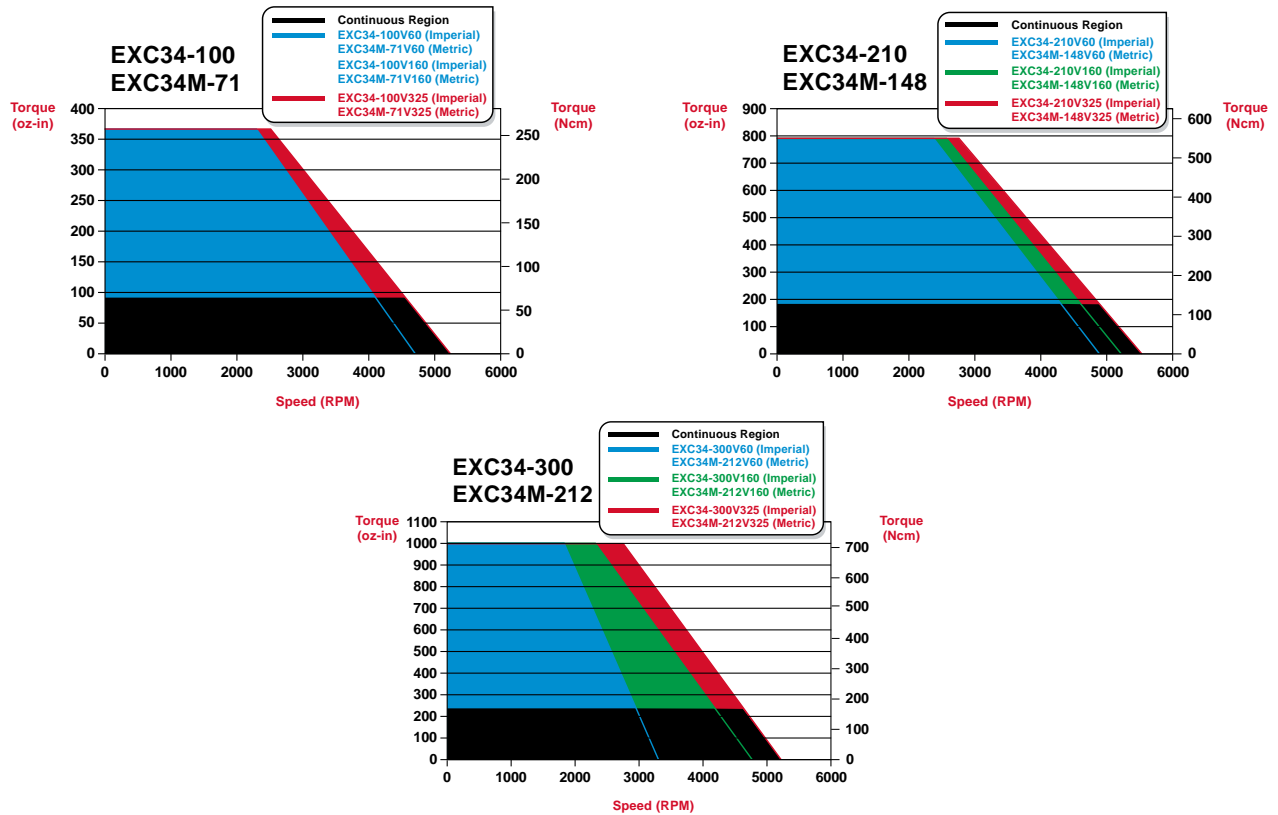 EXC34-100
EXC34M-71
Continuous Region
EXC34-100V60 (Imperial)
EXC34M-71V60 (Metric)
EXC34-100V160 (Imperial)
EXC34M-71V160 (Metric)
EXC34-100V325 (Imperial)
EXC34M-71V325 (Metric)
Torque
(oz-in)
400
350
300
250
200
150
100
50
0
Torque
(Ncm)
250
200
150
100
50
0
0 1000 2000 3000 4000 5000 6000
Speed (RPM)
EXC34-210
EXC34M-148
Continuous Region
EXC34-210V60 (Imperial)
EXC34M-148V60 (Metric)
EXC34-210V160 (Imperial)
EXC34M-148V160 (Metric)
EXC34-210V325 (Imperial)
EXC34M-148V325 (Metric)
Torque
(oz-in)
900
800
700
600
500
400
300
200
100
0
Torque
(Ncm)
600
500
400
300
200
100
0
0 1000 2000 3000 4000 5000 6000
Speed (RPM)
EXC34-300
EXC34M-212
Continuous Region
EXC34-300V60 (Imperial)
EXC34M-212V60 (Metric)
EXC34-300V160 (Imperial)
EXC34M-212V160 (Metric)
EXC34-300V325 (Imperial)
EXC34M-212V325 (Metric)
Torque
(oz-in)
1100
1000
900
800
700
600
500
400
300
200
100
0
Torque
(Ncm)
700
600
500
400
300
200
100
0
0 1000 2000 3000 4000 5000 6000
Speed (RPM)